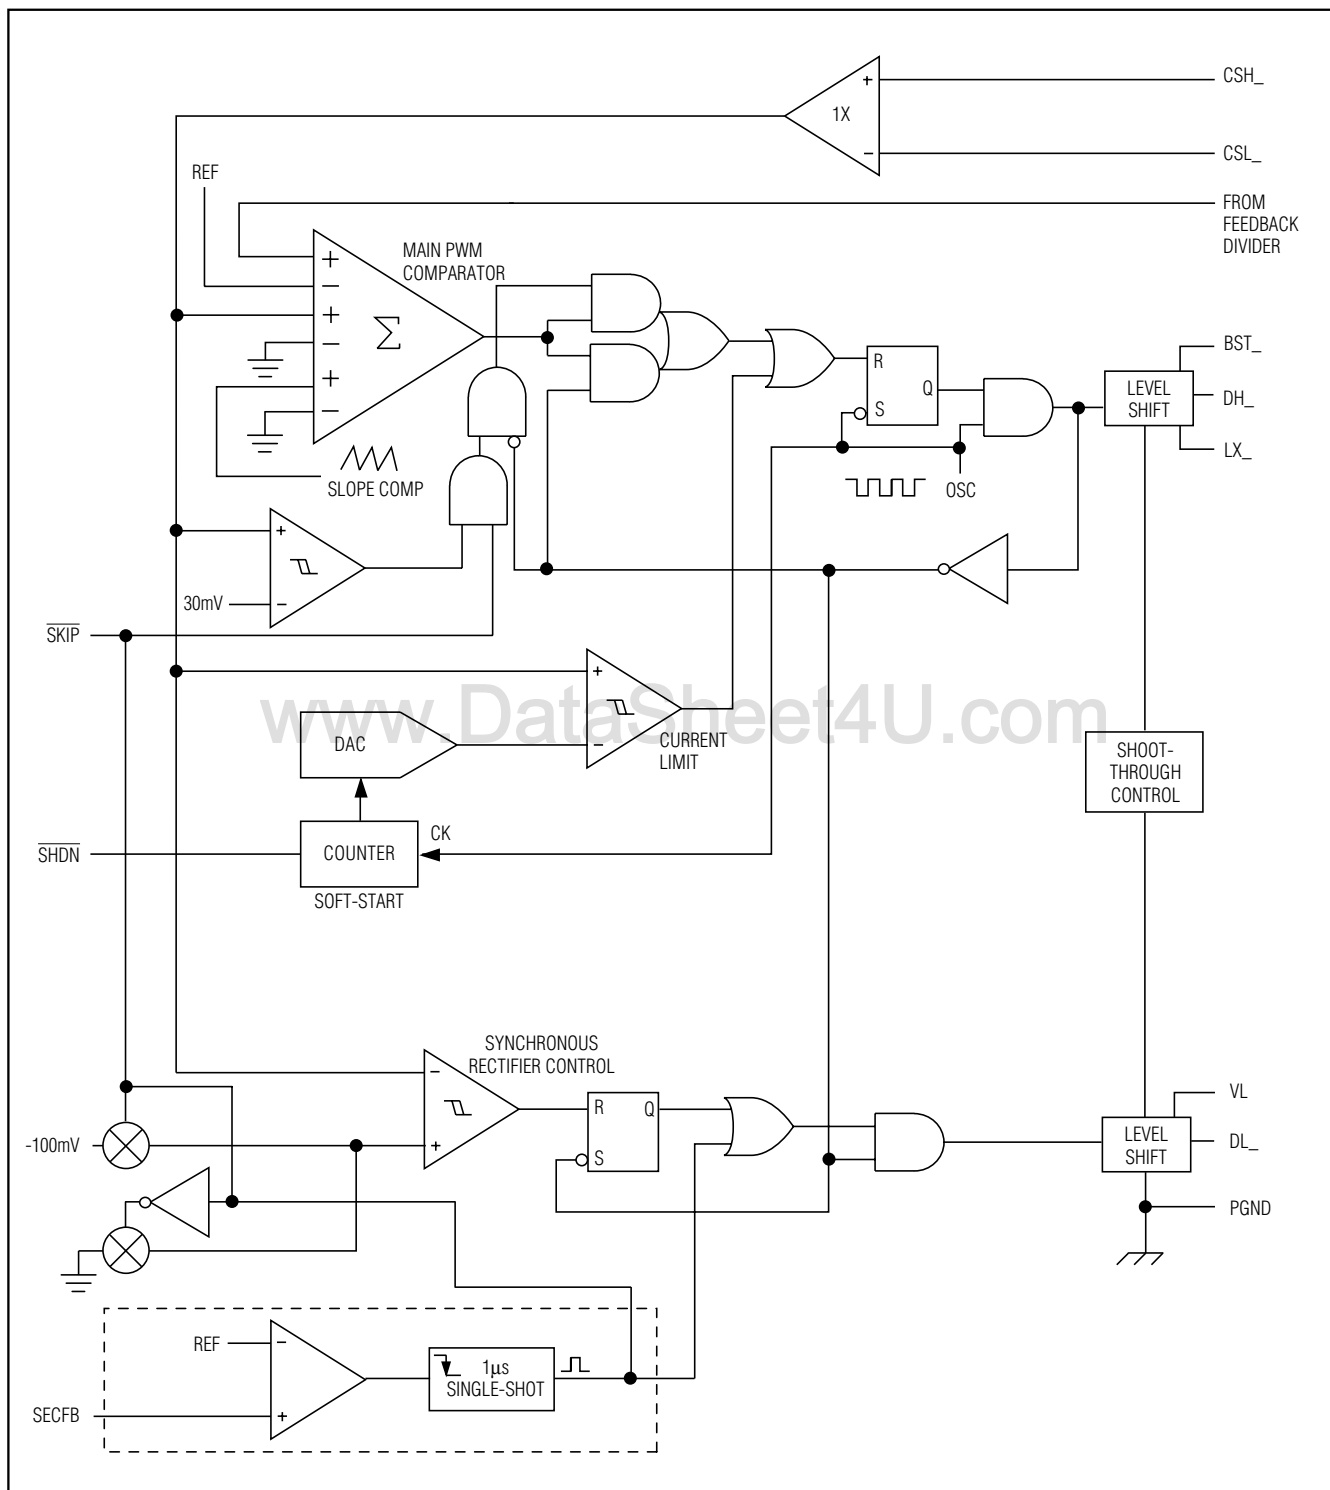 CSH_
1X
CSL_
REF
FROM
FEEDBACK
DIVIDER
MAIN PWM
COMPARATOR
+
−
+
−
+
−
Σ
R
Q
S
BST_
LEVEL
SHIFT
DH_
LX_
SLOPE COMP
OSC
+
30mV
−
SKIP
+
−
www.DataSheet4U.com
DAC
CURRENT
LIMIT
SHOOT-
THROUGH
CONTROL
CK
SHDN
COUNTER
SOFT-START
SYNCHRONOUS
RECTIFIER CONTROL
−
+
R
Q
S
-100mV
VL
LEVEL
SHIFT
DL_
PGND
REF
−
1µs
SINGLE-SHOT
SECFB
+